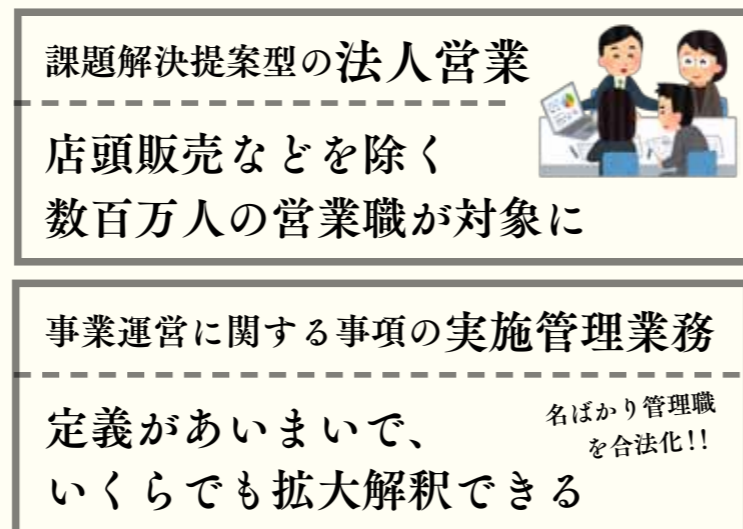 課題解決提案型の法人営業
店頭販売などを除く
数百万人の営業職が対象に
事業運営に関する事項の実施管理業務
定義があいまいで、
いくらでも拡大解釈できる
名ばかり管理職
を合法化!!